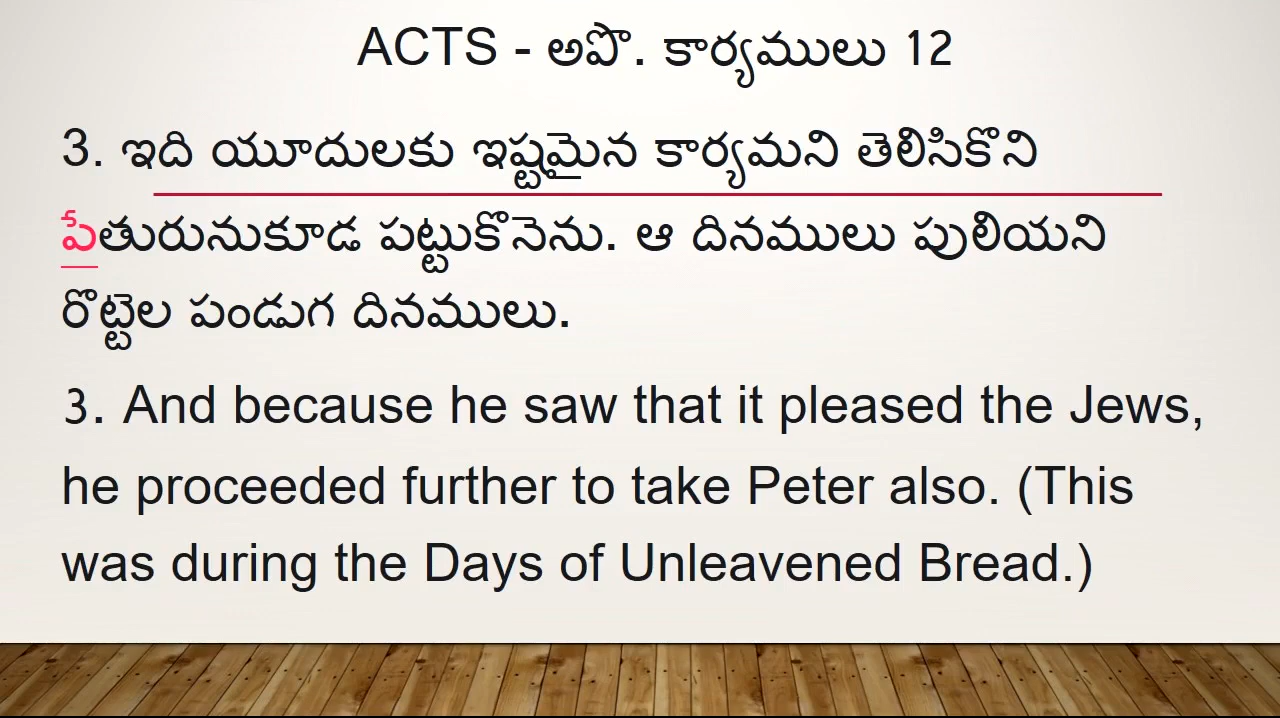 ACTS - అపొ. కార్యములు 12
3. ఇది యూదులకు ఇష్టమైన కార్యమని తెలిసికొని
పేతురునుకూడ పట్టుకొనెను. ఆ దినములు పులియని
రొట్టెల పండుగ దినములు.
3. And because he saw that it pleased the Jews,
he proceeded further to take Peter also. (This
was during the Days of Unleavened Bread.)